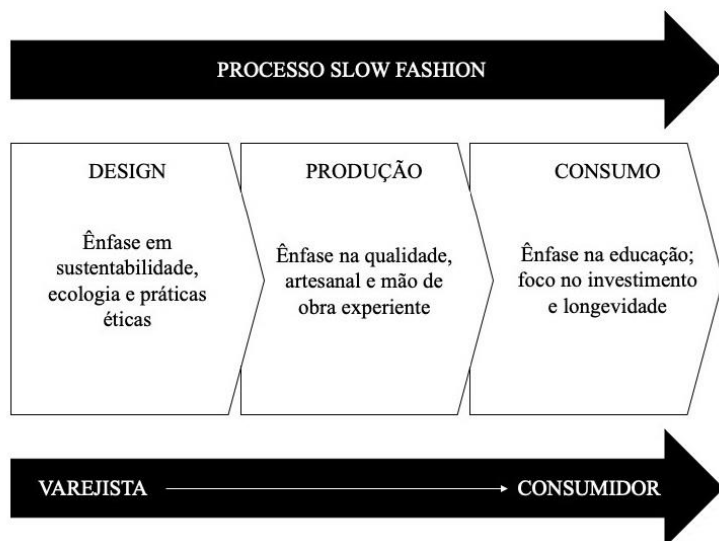 PROCESSO SLOW FASHION
DESIGN
Ênfase em
sustentabilidade,
ecologia e práticas
éticas
PRODUÇÃO
Ênfase na qualidade,
artesanal e mão de
obra experiente
CONSUMO
Ênfase na educação;
foco no investimento
e longevidade
VAREJISTA
CONSUMIDOR